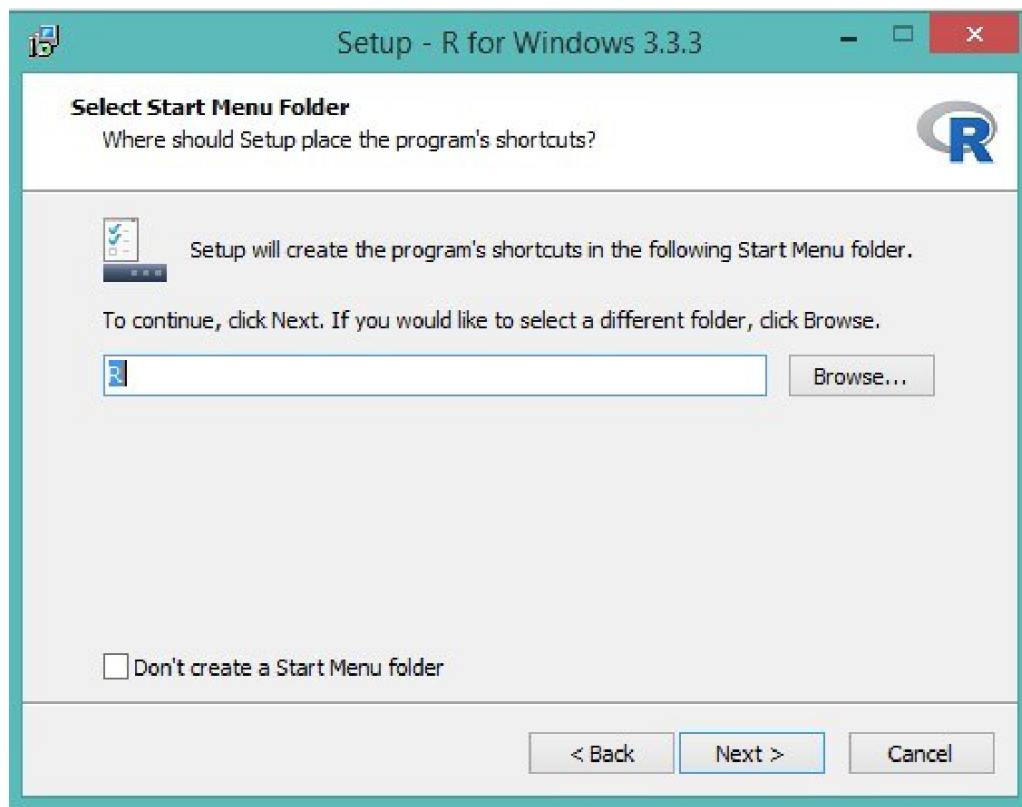 Setup - R for Windows 3.3.3
Select Start Menu Folder
Where should Setup place the program's shortcuts?
R
Setup will create the program's shortcuts in the following Start Menu folder.
To continue, click Next. If you would like to select a different folder, click Browse.
R
Browse...
Don't create a Start Menu folder
< Back
Next >
Cancel